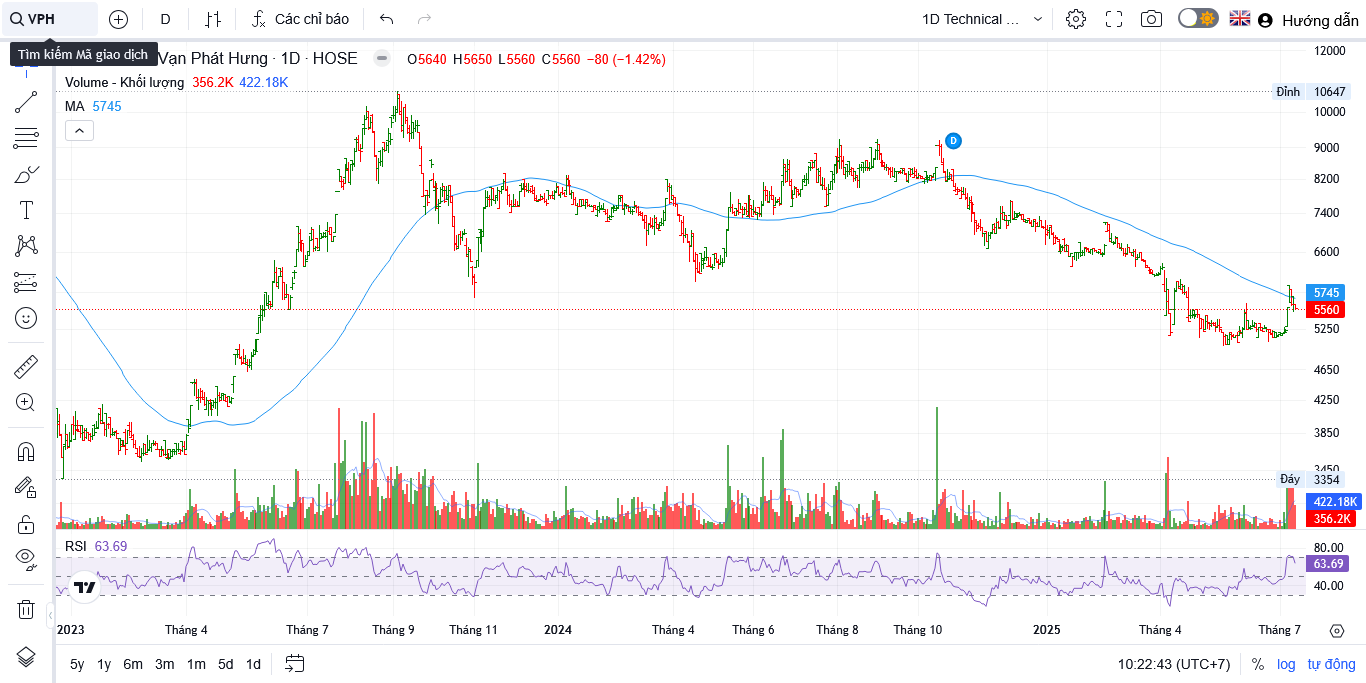 VPH
D
Các chỉ báo
1D Technical ...
Hướng dẫn
Tìm kiếm Mã giao dịch
Vạn Phát Hưng · 1D · HOSE
O5640 H5650 L5560 C5560 −80 (−1.42%)
Volume - Khối lượng 356.2K 422.18K
MA 5745
D
12000
Đỉnh 10647
10000
9000
8200
7400
6600
5745
5560
5250
4650
4250
3850
3450
Đáy 3354
422.18K
356.2K
RSI 63.69
80.00
63.69
40.00
2023 Tháng 4 Tháng 7 Tháng 9 Tháng 11 2024 Tháng 4 Tháng 6 Tháng 8 Tháng 10 2025 Tháng 4 Tháng 7
5y 1y 6m 3m 1m 5d 1d
10:22:43 (UTC+7) % log tự động